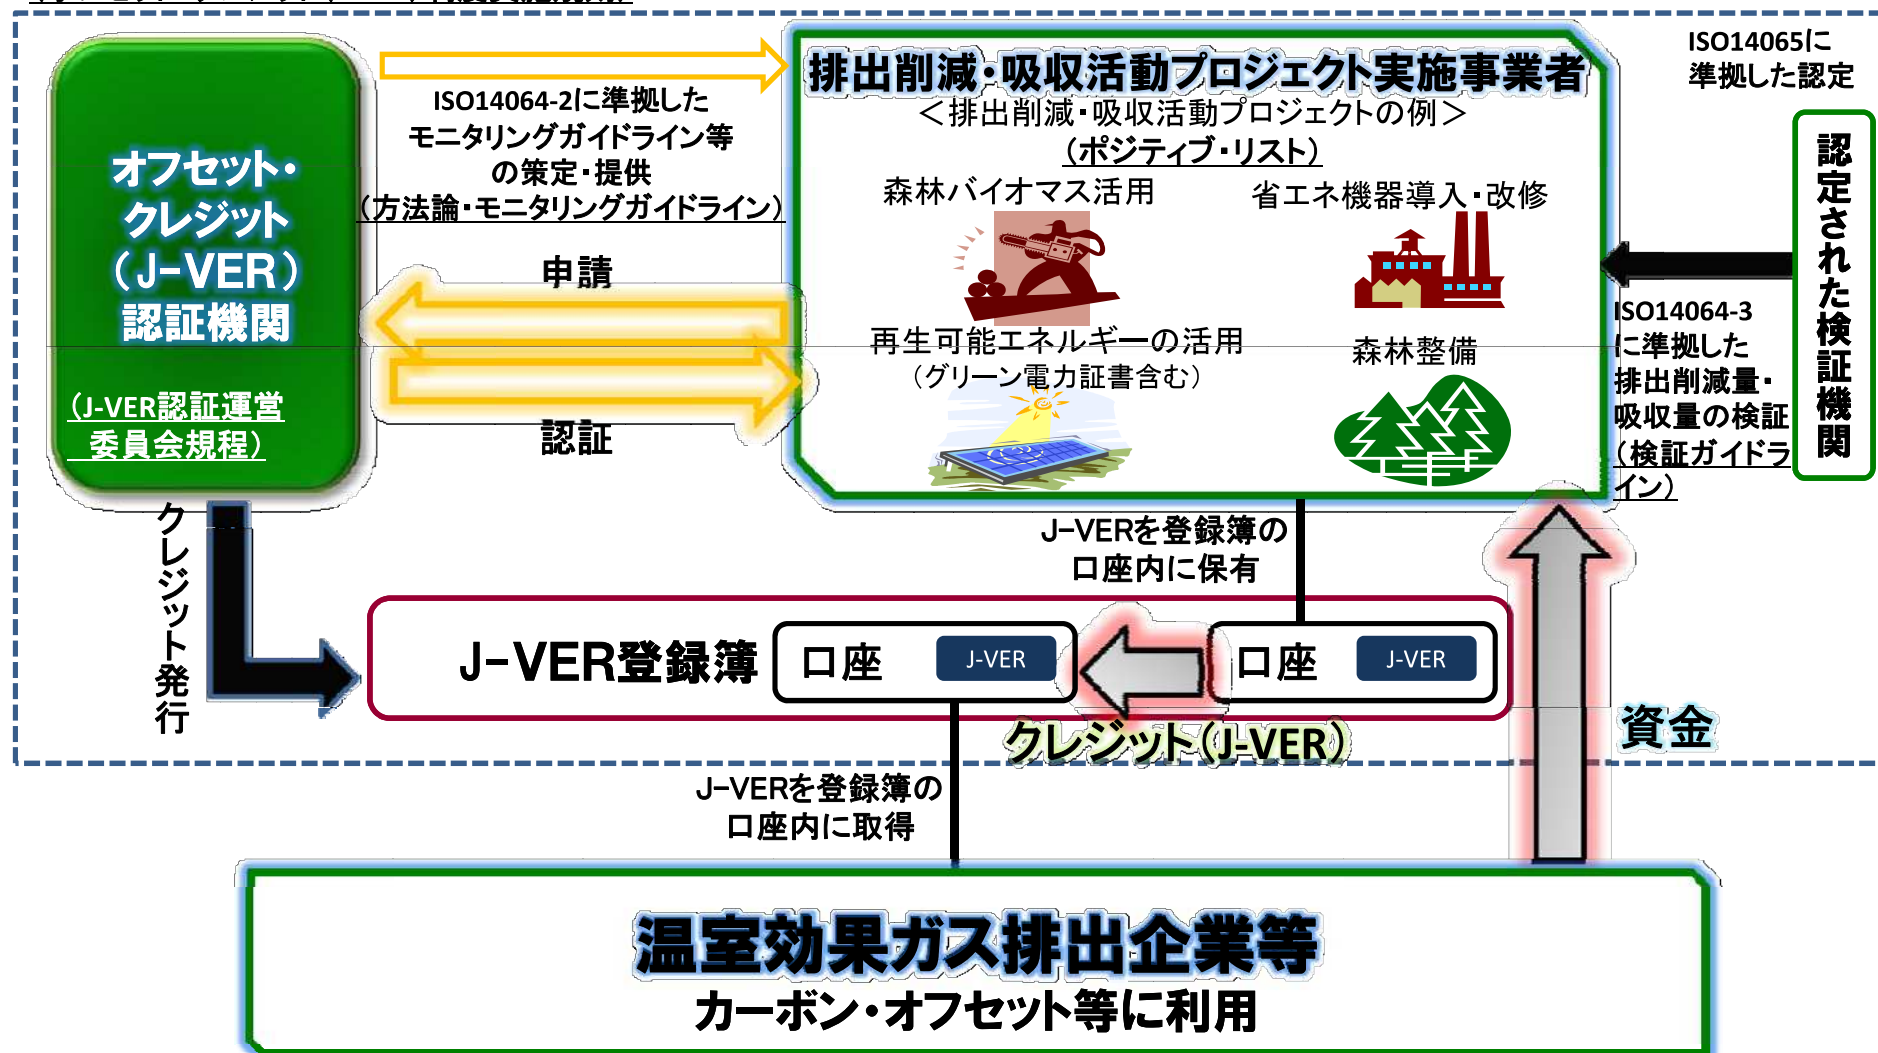 オフセット・
クレジット
（J-VER）
認証機関
（J-VER認証運営
委員会規程）
ISO14064-2に準拠した
モニタリングガイドライン等
の策定・提供
（方法論・モニタリングガイドライン）
申請
認証
排出削減・吸収活動プロジェクト実施事業者
＜排出削減・吸収活動プロジェクトの例＞
（ポジティブ・リスト）
森林バイオマス活用
省エネ機器導入・改修
再生可能エネルギーの活用
（グリーン電力証書含む）
森林整備
ISO14065に
準拠した認定
認定された検証機関
ISO14064-3
に準拠した
排出削減量・
吸収量の検証
（検証ガイドラ
イン）
クレジット発行
J-VERを登録簿の
口座内に保有
J-VER登録簿
口座
J-VER
口座
J-VER
クレジット（J-VER）
資金
J-VERを登録簿の
口座内に取得
温室効果ガス排出企業等
カーボン・オフセット等に利用